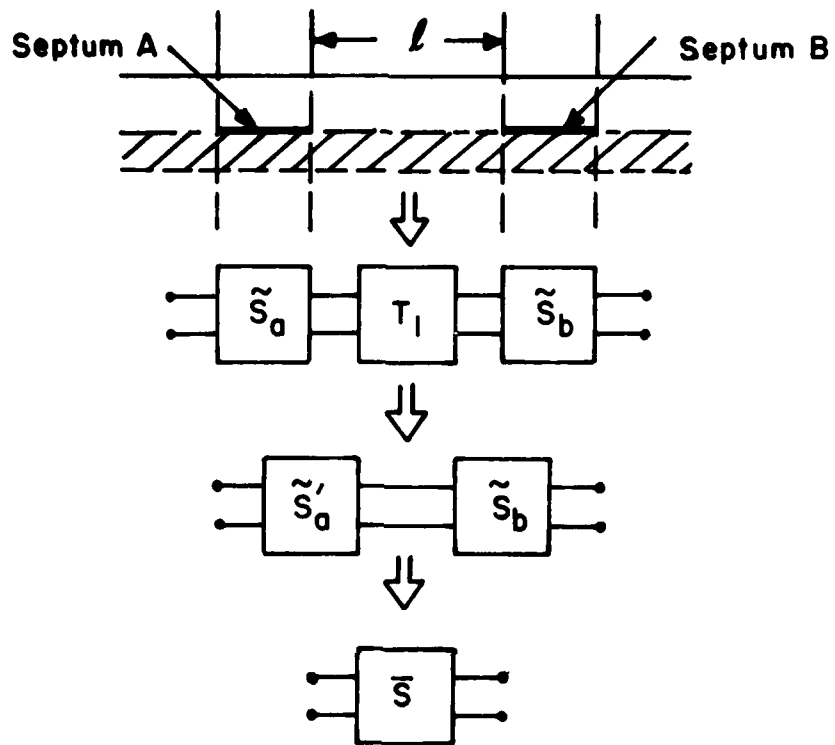 Septum A
ℓ
Septum B
S̃a
T1
S̃b
S̃'a
S̃b
S̅